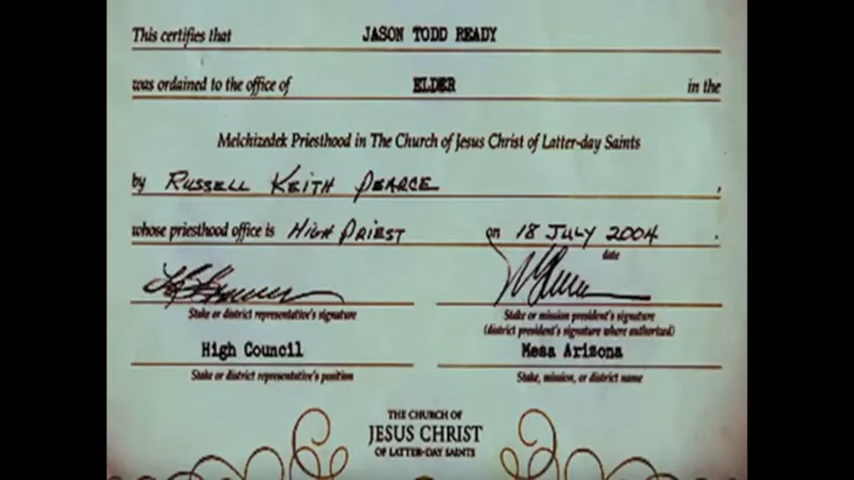 This certifies that JASON TODD READY
was ordained to the office of ELDER in the
Melchizedek Priesthood in The Church of Jesus Christ of Latter-day Saints
by RUSSELL KEITH PEARCE ,
whose priesthood office is HIGH PRIEST on 18 JULY 2004 .
date
Stake or district representative's signature
Stake or mission president's signature
(district president's signature where authorized)
High Council
Mesa Arizona
Stake or district representative's position
Stake, mission, or district name
THE CHURCH OF
JESUS CHRIST
OF LATTER-DAY SAINTS